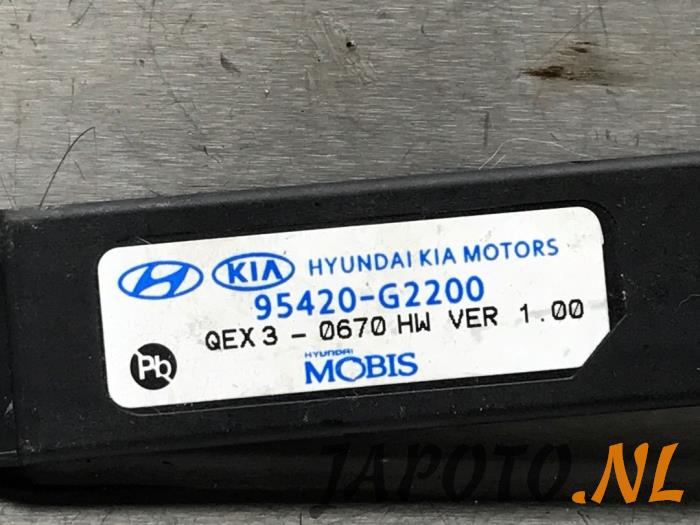 KIA HYUNDAI KIA MOTORS
95420-G2200
QEX3 - 0670 HW VER 1.00
Pb
HYUNDAI
MOBIS
JAPOTO.NL